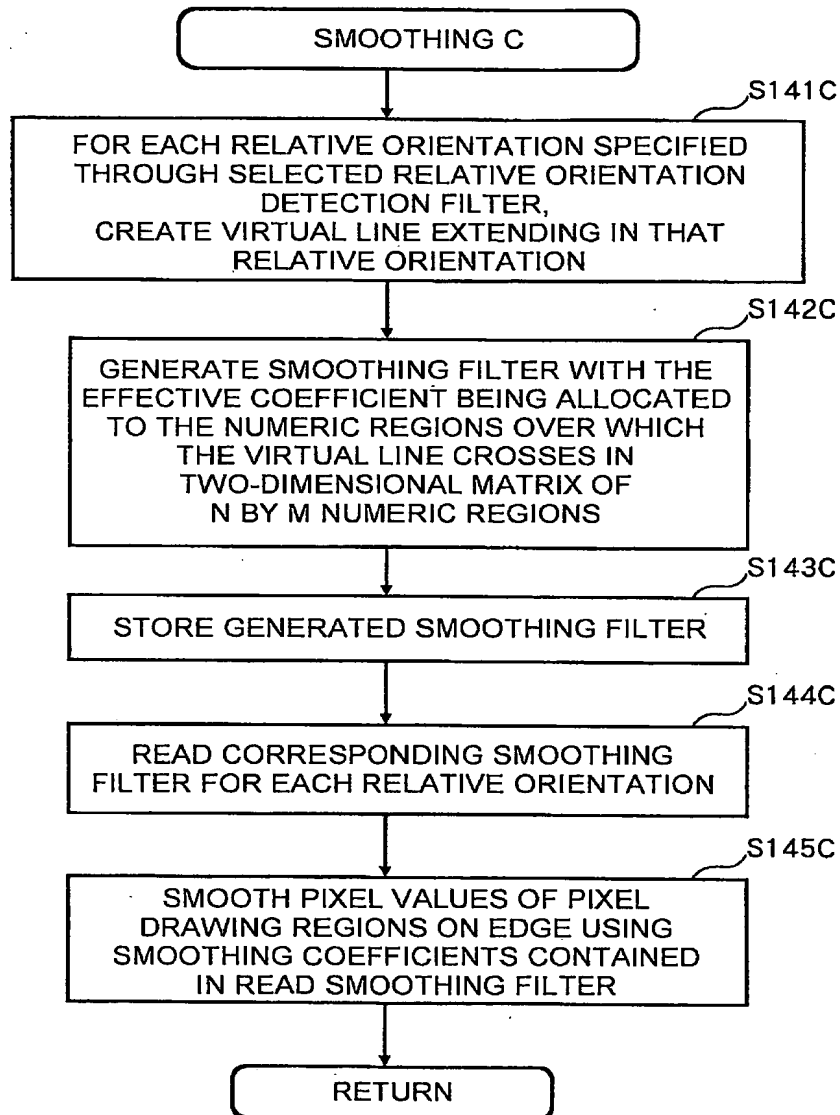 SMOOTHING C
S141C
FOR EACH RELATIVE ORIENTATION SPECIFIED
THROUGH SELECTED RELATIVE ORIENTATION
DETECTION FILTER,
CREATE VIRTUAL LINE EXTENDING IN THAT
RELATIVE ORIENTATION
S142C
GENERATE SMOOTHING FILTER WITH THE
EFFECTIVE COEFFICIENT BEING ALLOCATED
TO THE NUMERIC REGIONS OVER WHICH
THE VIRTUAL LINE CROSSES IN
TWO-DIMENSIONAL MATRIX OF
N BY M NUMERIC REGIONS
S143C
STORE GENERATED SMOOTHING FILTER
S144C
READ CORRESPONDING SMOOTHING
FILTER FOR EACH RELATIVE ORIENTATION
S145C
SMOOTH PIXEL VALUES OF PIXEL
DRAWING REGIONS ON EDGE USING
SMOOTHING COEFFICIENTS CONTAINED
IN READ SMOOTHING FILTER
RETURN